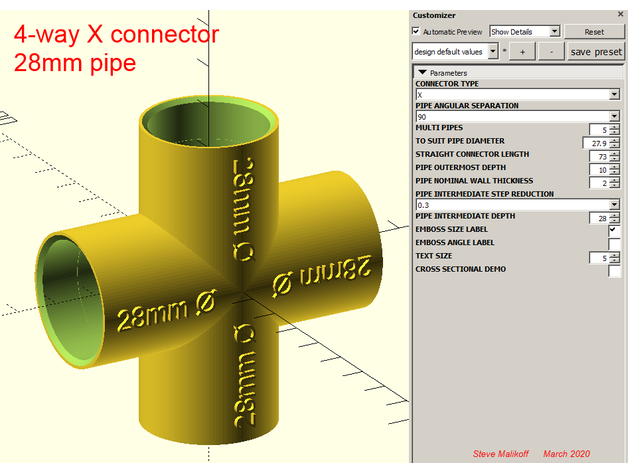 4-way X connector
28mm pipe
28mm Ø
28mm Ø
28mm Ø
28mm Ø
Customizer
Automatic Preview
Show Details
Reset
design default values
*
+
-
save preset
Parameters
CONNECTOR TYPE
X
PIPE ANGULAR SEPARATION
90
MULTI PIPES 5
TO SUIT PIPE DIAMETER 27.9
STRAIGHT CONNECTOR LENGTH 73
PIPE OUTERMOST DEPTH 10
PIPE NOMINAL WALL THICKNESS 2
PIPE INTERMEDIATE STEP REDUCTION
0.3
PIPE INTERMEDIATE DEPTH 28
EMBOSS SIZE LABEL
EMBOSS ANGLE LABEL
TEXT SIZE 5
CROSS SECTIONAL DEMO
Steve Malikoff March 2020